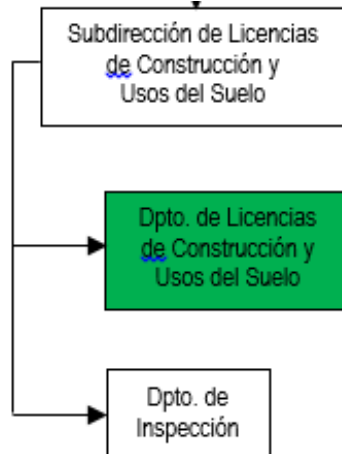 Subdirección de Licencias
de Construcción y
Usos del Suelo
Dpto. de Licencias
de Construcción y
Usos del Suelo
Dpto. de
Inspección